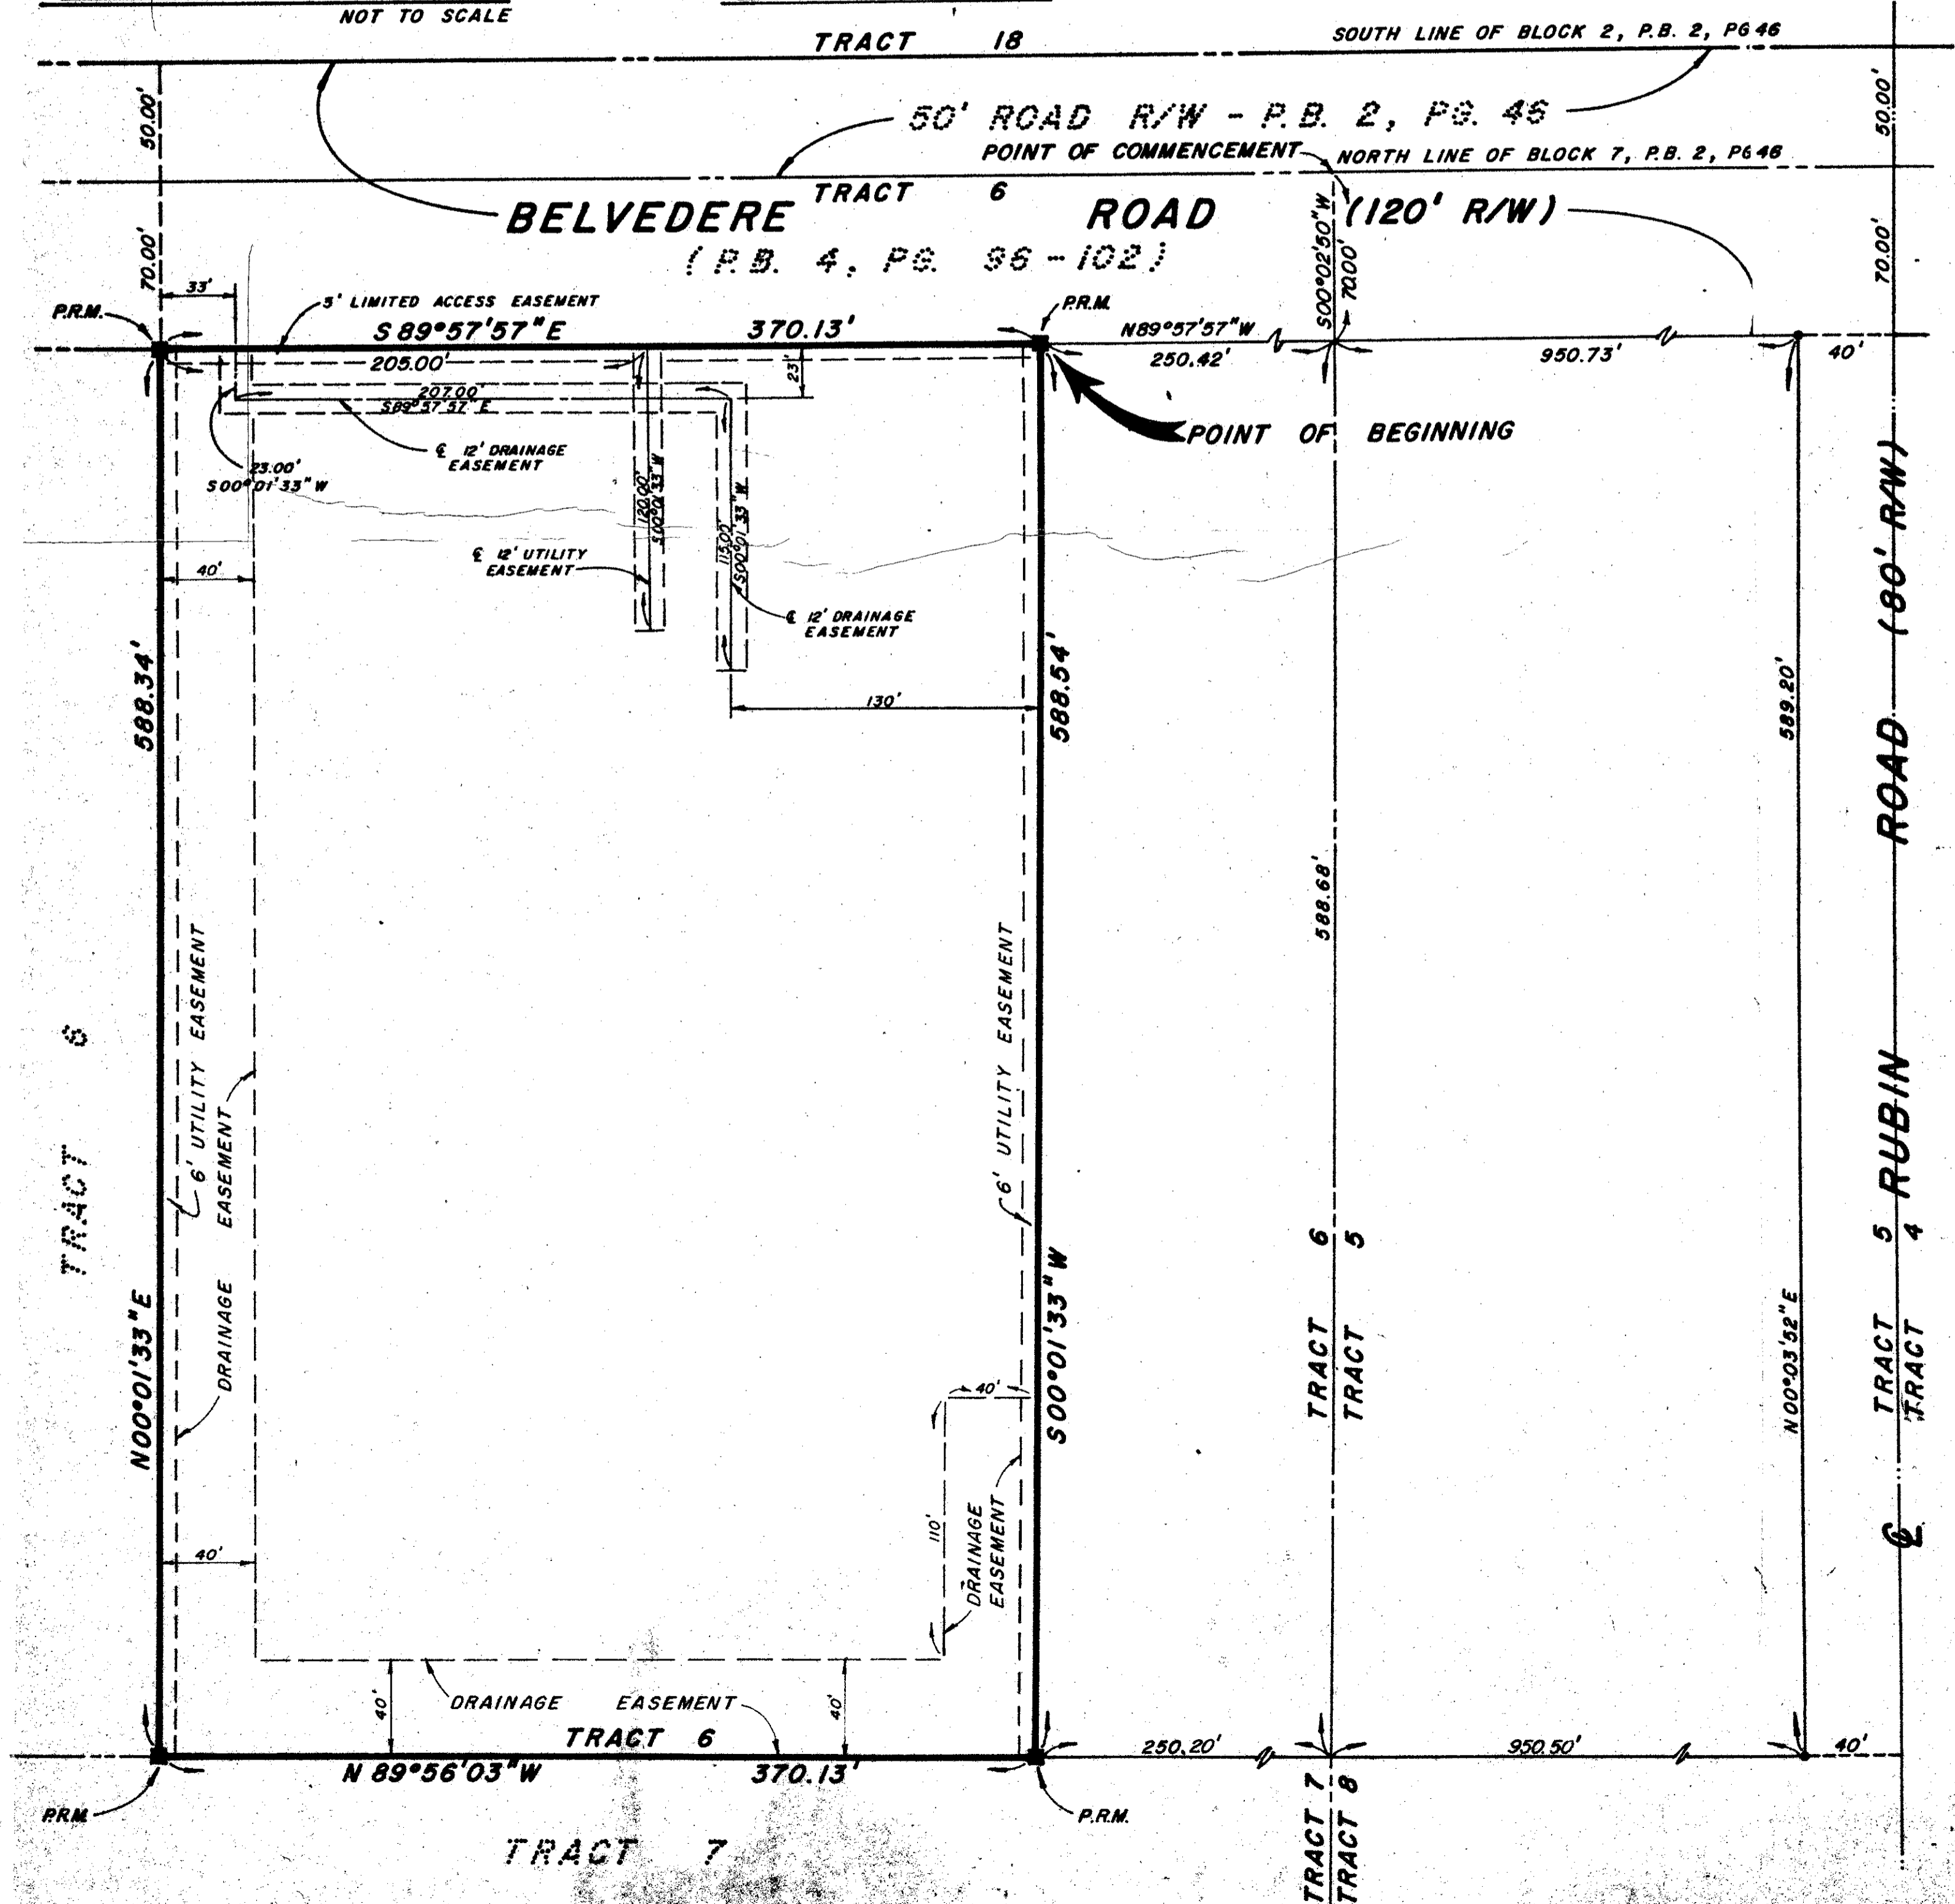 NOT TO SCALE
TRACT 18
SOUTH LINE OF BLOCK 2, P.B. 2, PG 46
50.00'
50.00'
50' ROAD R/W - P.B. 2, PG. 46
POINT OF COMMENCEMENT
NORTH LINE OF BLOCK 7, P.B. 2, PG 46
TRACT 6
BELVEDERE ROAD (120' R/W)
(P.B. 4, PG. 96-102)
70.00'
S00°02'50"W
70.00'
70.00'
33'
5' LIMITED ACCESS EASEMENT
P.R.M.
P.R.M.
S 89°57'57" E 370.13'
N89°57'57"W
205.00'
23'
250.42'
950.73'
40'
207.00'
S89°57'57"E
POINT OF BEGINNING
℄ 12' DRAINAGE
EASEMENT
23.00'
S00°01'33"W
120.00'
S00°01'33"W
115.00'
S00°01'33"W
℄ 12' UTILITY
EASEMENT
40'
℄ 12' DRAINAGE
EASEMENT
130'
588.34'
588.54'
589.20'
588.68'
RUBIN ROAD (80' R/W)
6' UTILITY EASEMENT
DRAINAGE EASEMENT
6' UTILITY EASEMENT
TRACT 6
N00°01'33"E
S00°01'33"W
TRACT 6
TRACT 5
N00°03'52"E
TRACT 5
TRACT 4
℄
40'
110'
DRAINAGE
EASEMENT
40'
40'
40'
DRAINAGE EASEMENT
TRACT 6
N 89°56'03"W 370.13'
250.20'
950.50'
40'
P.R.M.
P.R.M.
TRACT 7
TRACT 7
TRACT 8